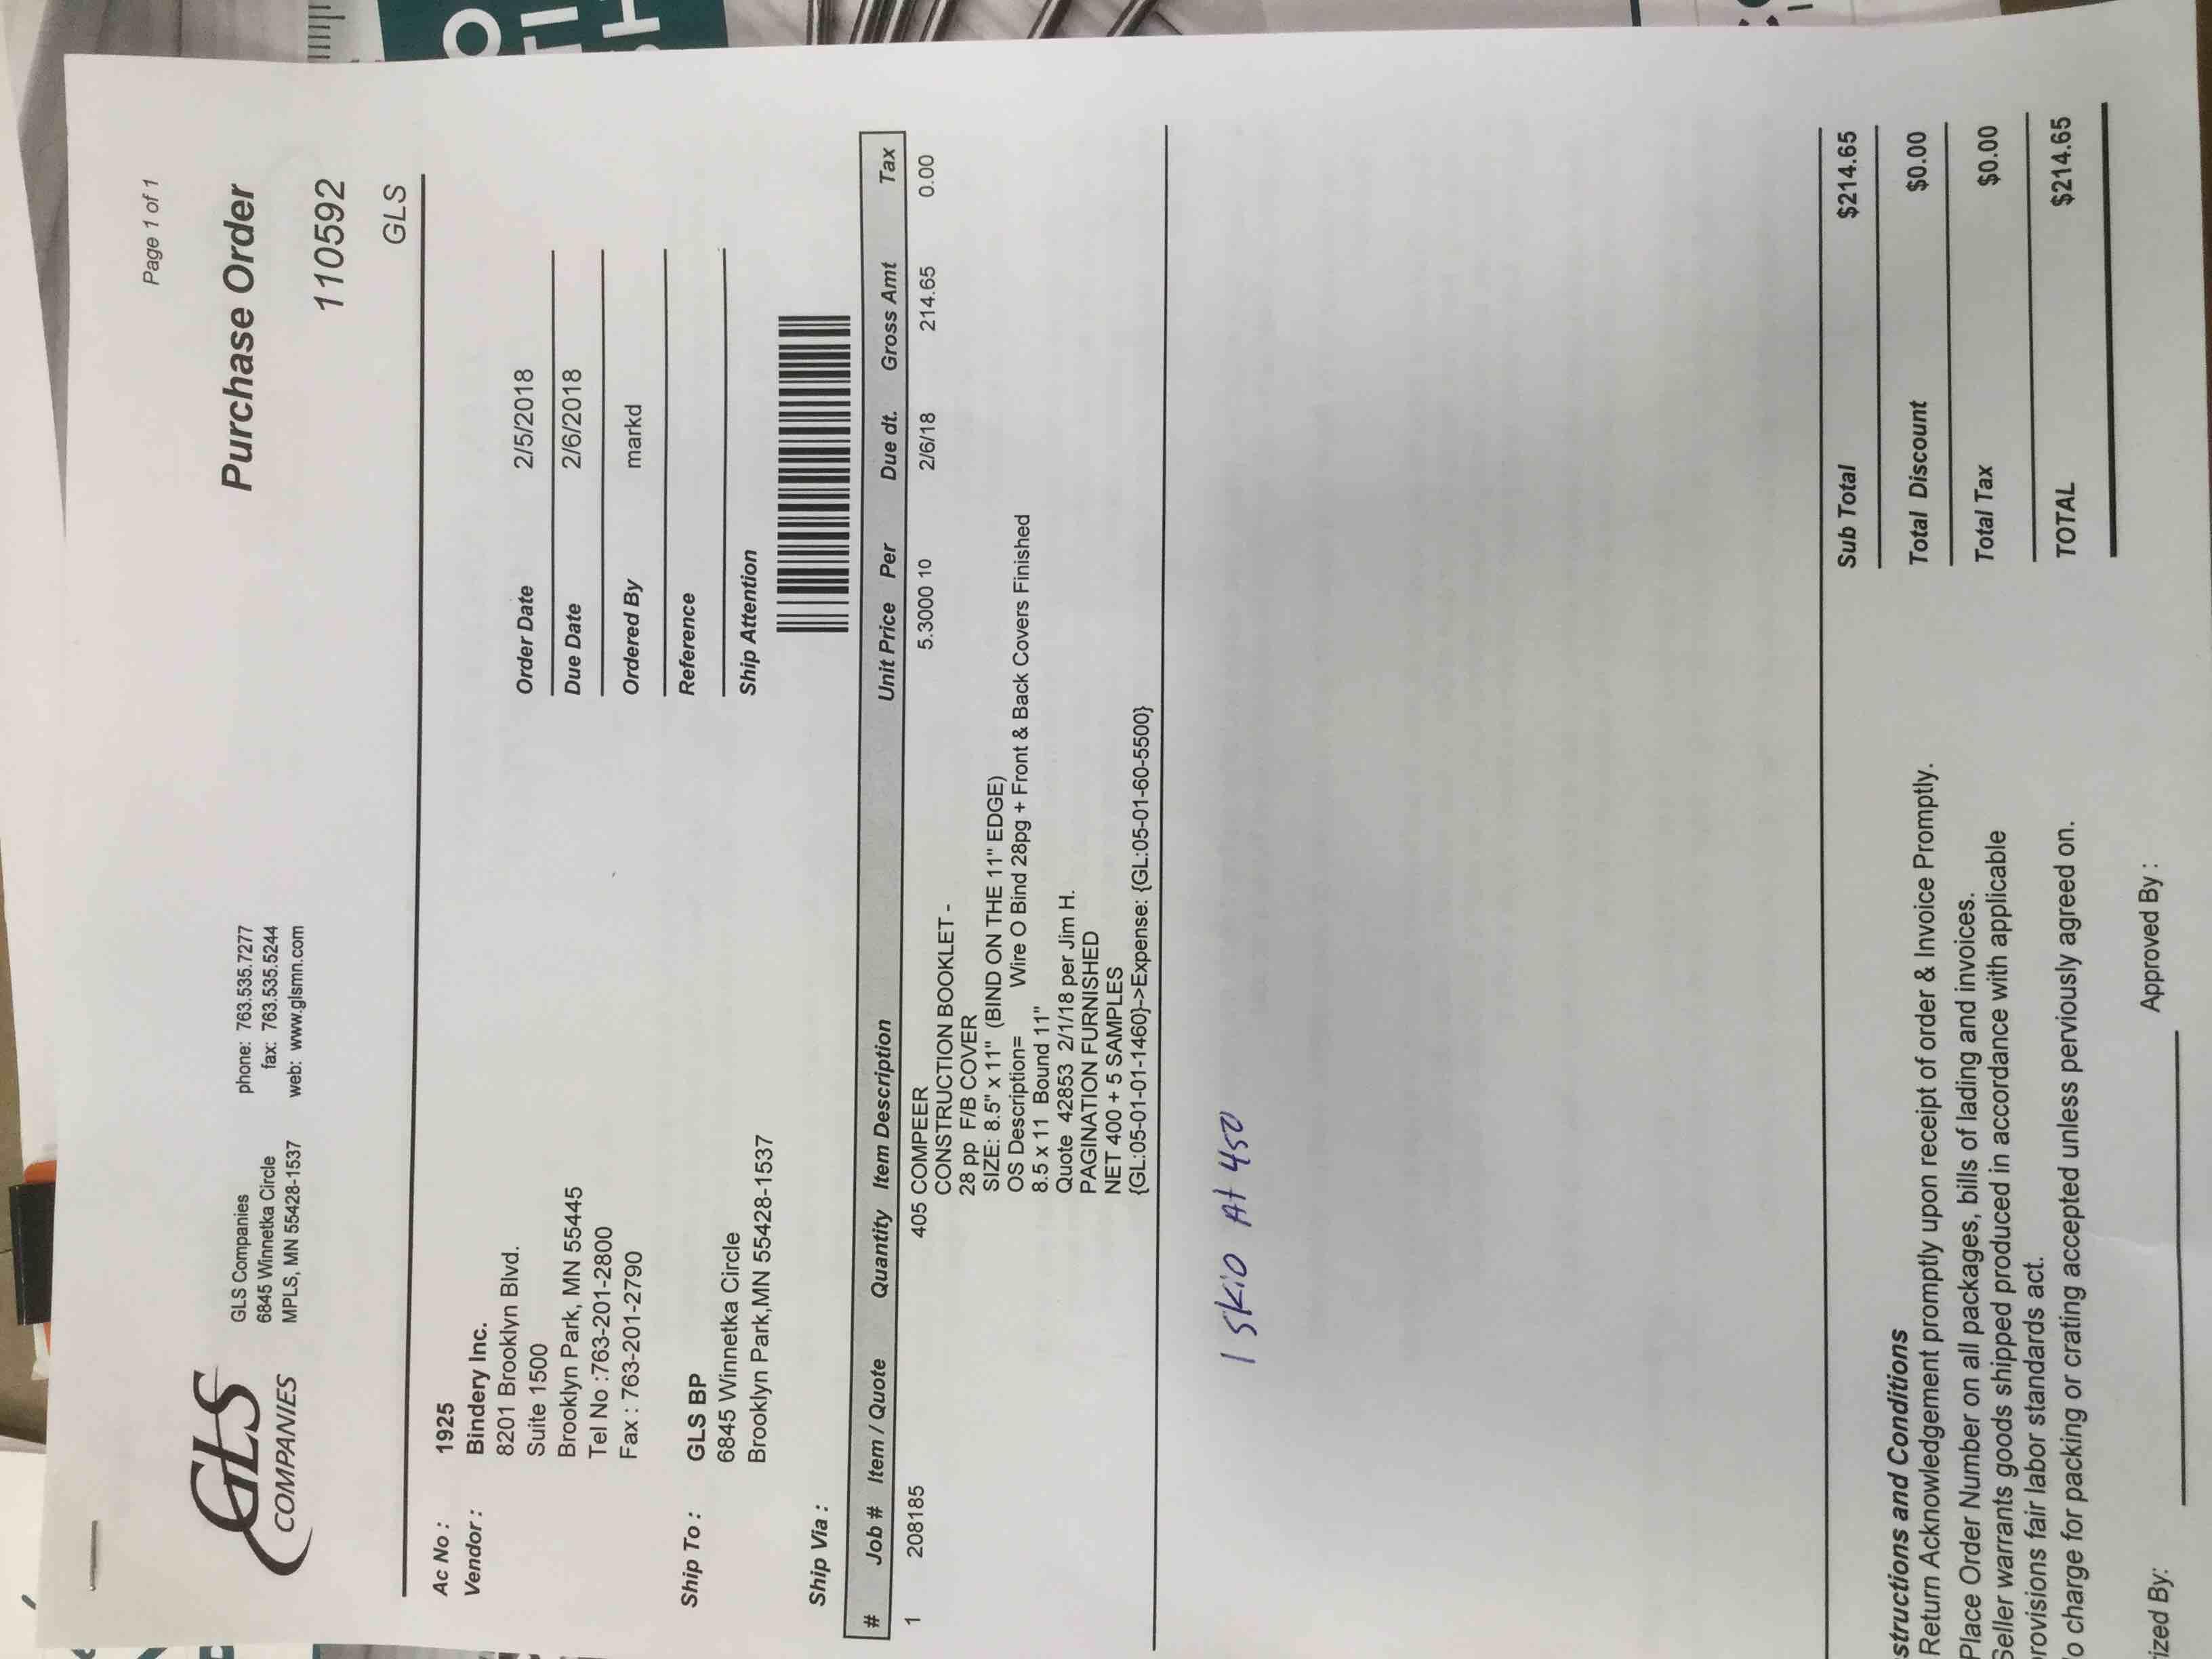 Page 1 of 1
GLS
COMPANIES
GLS Companies
6845 Winnetka Circle
MPLS, MN 55428-1537
phone: 763.535.7277
fax: 763.535.5244
web: www.glsmn.com
Purchase Order
110592
GLS
Ac No : 1925
Vendor : Bindery Inc.
8201 Brooklyn Blvd.
Suite 1500
Brooklyn Park, MN 55445
Tel No :763-201-2800
Fax : 763-201-2790
Order Date 2/5/2018
Due Date 2/6/2018
Ordered By markd
Reference
Ship Attention
Ship To : GLS BP
6845 Winnetka Circle
Brooklyn Park,MN 55428-1537
Ship Via :
# Job # Item / Quote Quantity Item Description Unit Price Per Due dt. Gross Amt Tax
1 208185 405 COMPEER 5.3000 10 2/6/18 214.65 0.00
CONSTRUCTION BOOKLET -
28 pp F/B COVER
SIZE: 8.5" x 11" (BIND ON THE 11" EDGE)
OS Description= Wire O Bind 28pg + Front & Back Covers Finished
8.5 x 11 Bound 11"
Quote 42853 2/1/18 per Jim H.
PAGINATION FURNISHED
NET 400 + 5 SAMPLES
{GL:05-01-01-1460}->Expense: {GL:05-01-60-5500}
1 SKID At 450
Sub Total $214.65
Total Discount $0.00
Total Tax $0.00
TOTAL $214.65
structions and Conditions
Return Acknowledgement promptly upon receipt of order & Invoice Promptly.
Place Order Number on all packages, bills of lading and invoices.
Seller warrants goods shipped produced in accordance with applicable
rovisions fair labor standards act.
o charge for packing or crating accepted unless perviously agreed on.
ized By: Approved By :